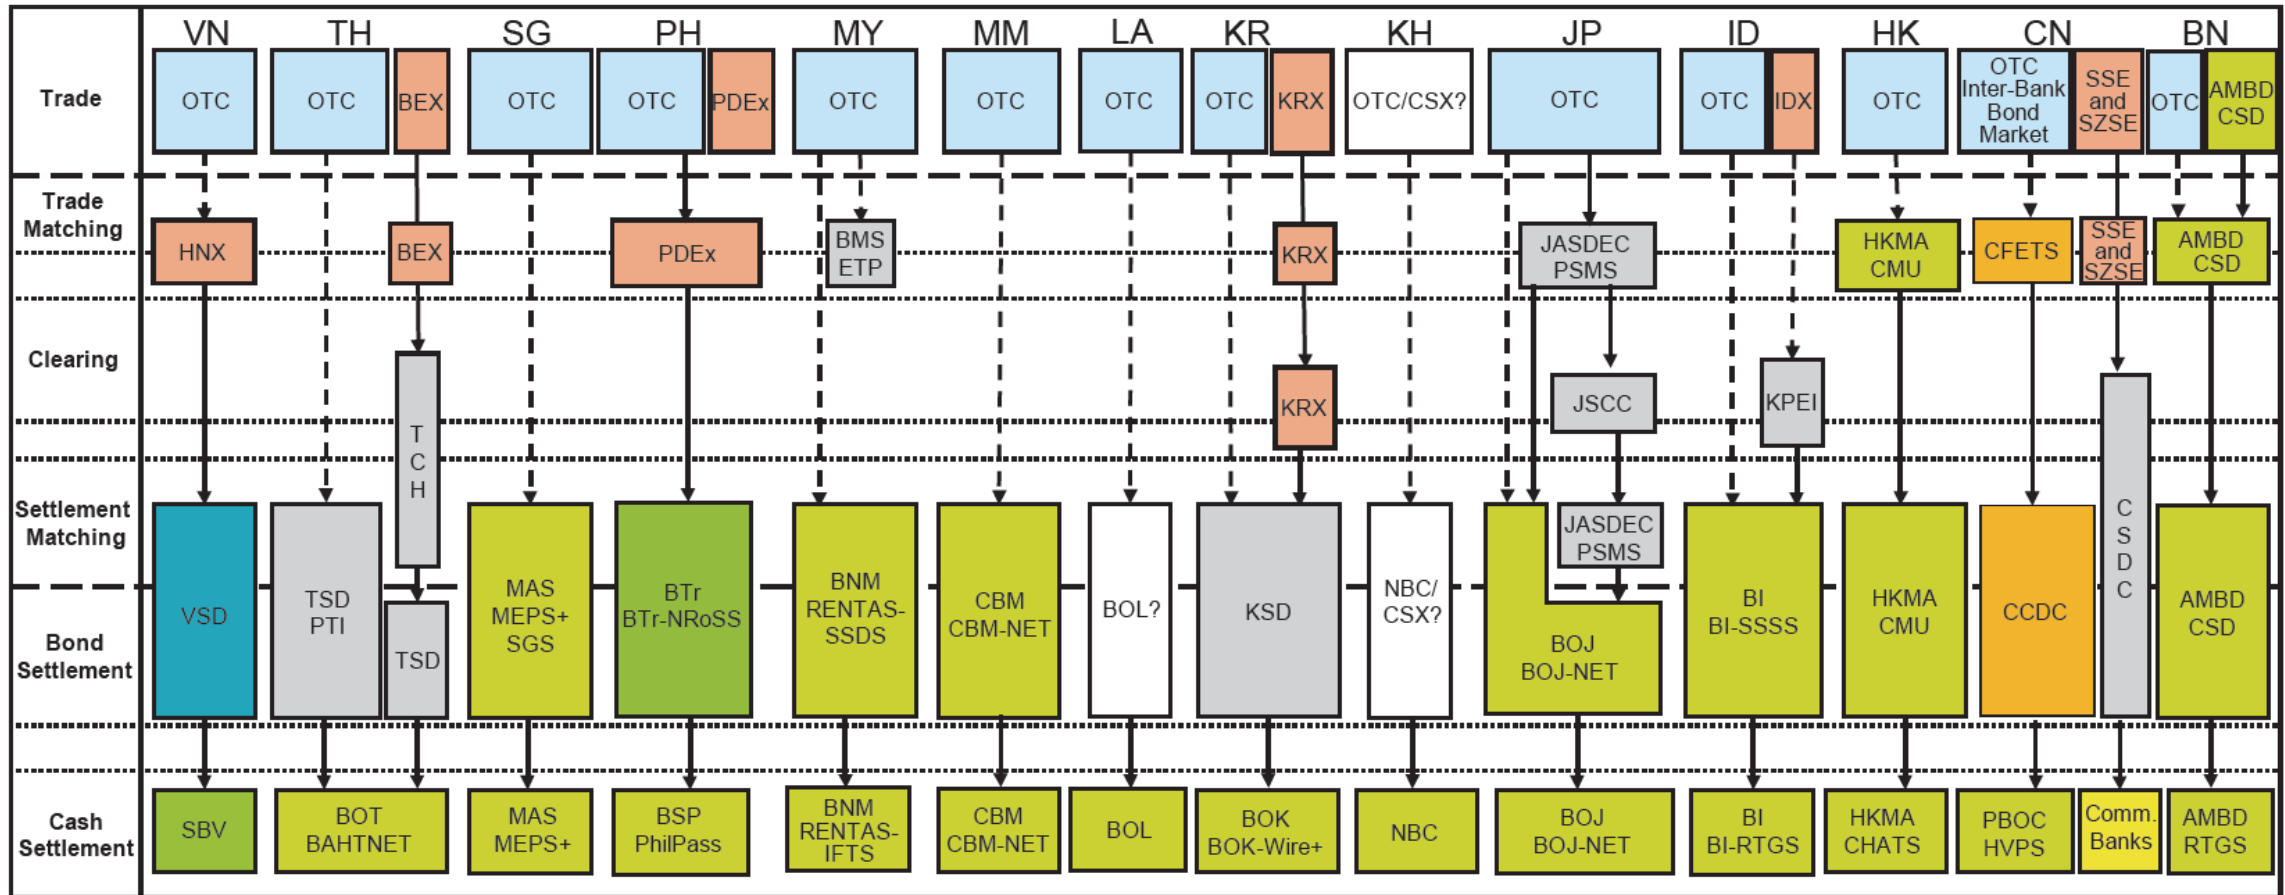 VN TH SG PH MY MM LA KR KH JP ID HK CN BN
Trade
OTC
OTC
BEX
OTC
OTC
PDEx
OTC
OTC
OTC
OTC
KRX
OTC/CSX?
OTC
OTC
IDX
OTC
OTC
Inter-Bank
Bond
Market
SSE
and
SZSE
OTC
AMBD
CSD
Trade
Matching
HNX
BEX
PDEx
BMS
ETP
KRX
JASDEC
PSMS
HKMA
CMU
CFETS
SSE
and
SZSE
AMBD
CSD
Clearing
T
C
H
KRX
JSCC
KPEI
C
S
D
C
Settlement
Matching
JASDEC
PSMS
Bond
Settlement
VSD
TSD
PTI
TSD
MAS
MEPS+
SGS
BTr
BTr-NRoSS
BNM
RENTAS-
SSDS
CBM
CBM-NET
BOL?
KSD
NBC/
CSX?
BOJ
BOJ-NET
BI
BI-SSSS
HKMA
CMU
CCDC
AMBD
CSD
Cash
Settlement
SBV
BOT
BAHTNET
MAS
MEPS+
BSP
PhilPass
BNM
RENTAS-
IFTS
CBM
CBM-NET
BOL
BOK
BOK-Wire+
NBC
BOJ
BOJ-NET
BI
BI-RTGS
HKMA
CHATS
PBOC
HVPS
Comm.
Banks
AMBD
RTGS